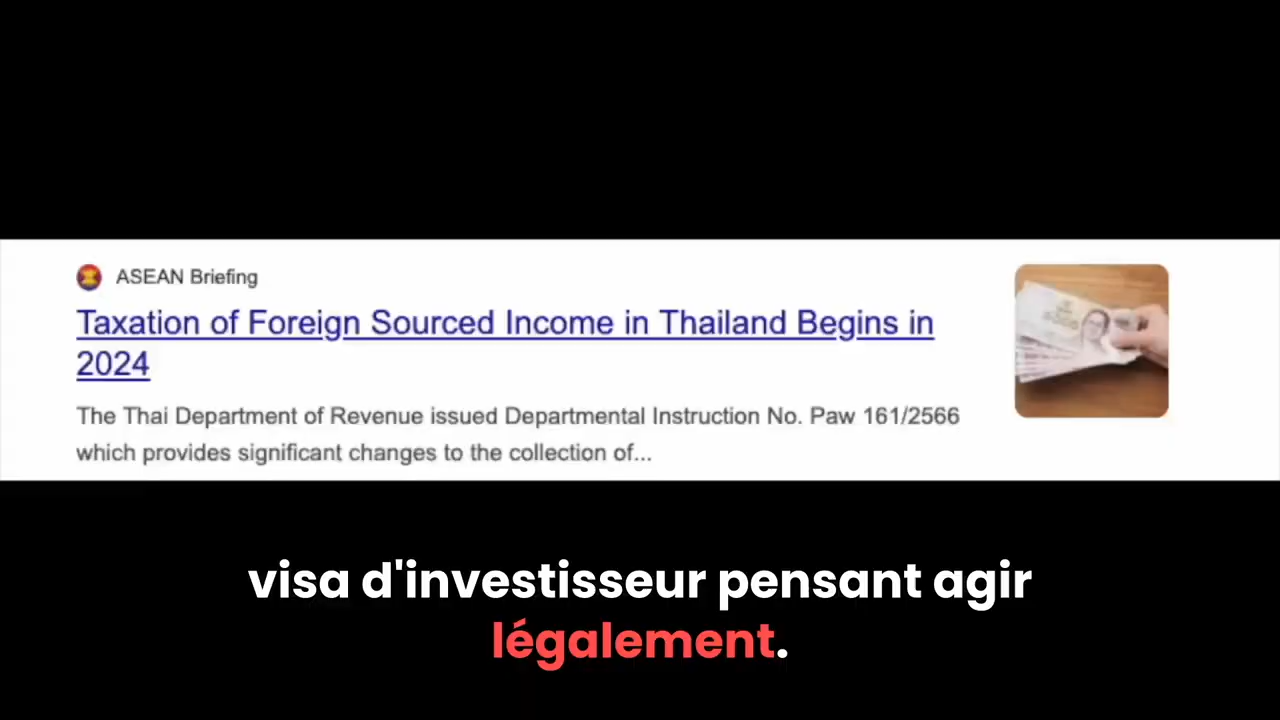 ASEAN Briefing
Taxation of Foreign Sourced Income in Thailand Begins in
2024
The Thai Department of Revenue issued Departmental Instruction No. Paw 161/2566
which provides significant changes to the collection of...
visa d'investisseur pensant agir
légalement.